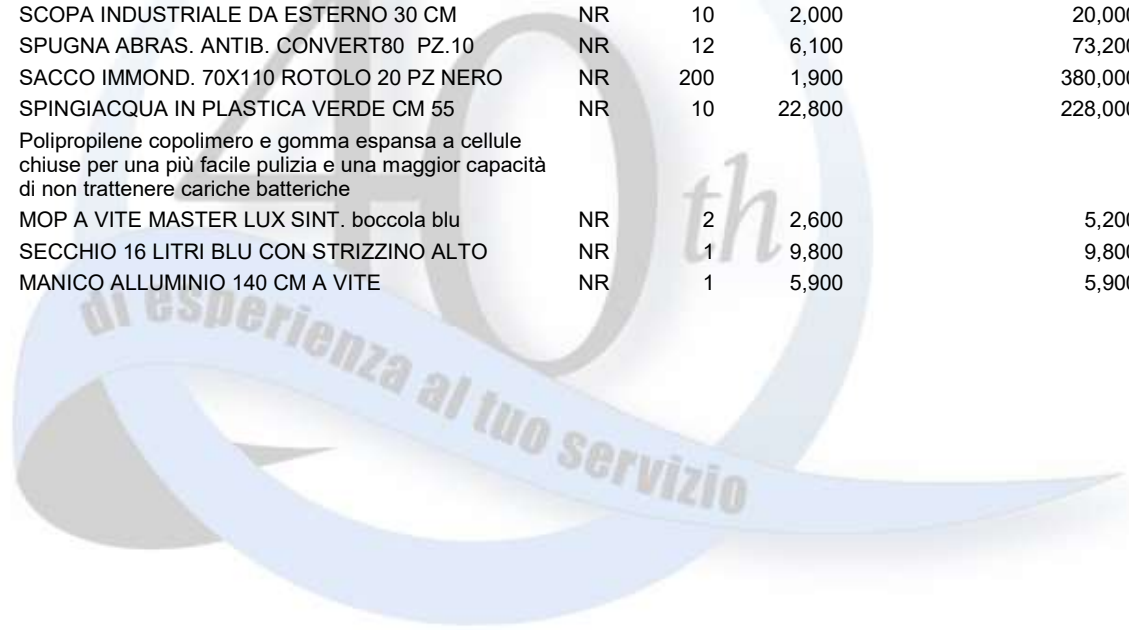 SCOPA INDUSTRIALE DA ESTERNO 30 CM NR 10 2,000 20,000
SPUGNA ABRAS. ANTIB. CONVERT80 PZ.10 NR 12 6,100 73,200
SACCO IMMOND. 70X110 ROTOLO 20 PZ NERO NR 200 1,900 380,000
SPINGIACQUA IN PLASTICA VERDE CM 55 NR 10 22,800 228,000
Polipropilene copolimero e gomma espansa a cellule
chiuse per una più facile pulizia e una maggior capacità
di non trattenere cariche batteriche
MOP A VITE MASTER LUX SINT. boccola blu NR 2 2,600 5,200
SECCHIO 16 LITRI BLU CON STRIZZINO ALTO NR 1 9,800 9,800
MANICO ALLUMINIO 140 CM A VITE NR 1 5,900 5,900
40th
di esperienza al tuo servizio